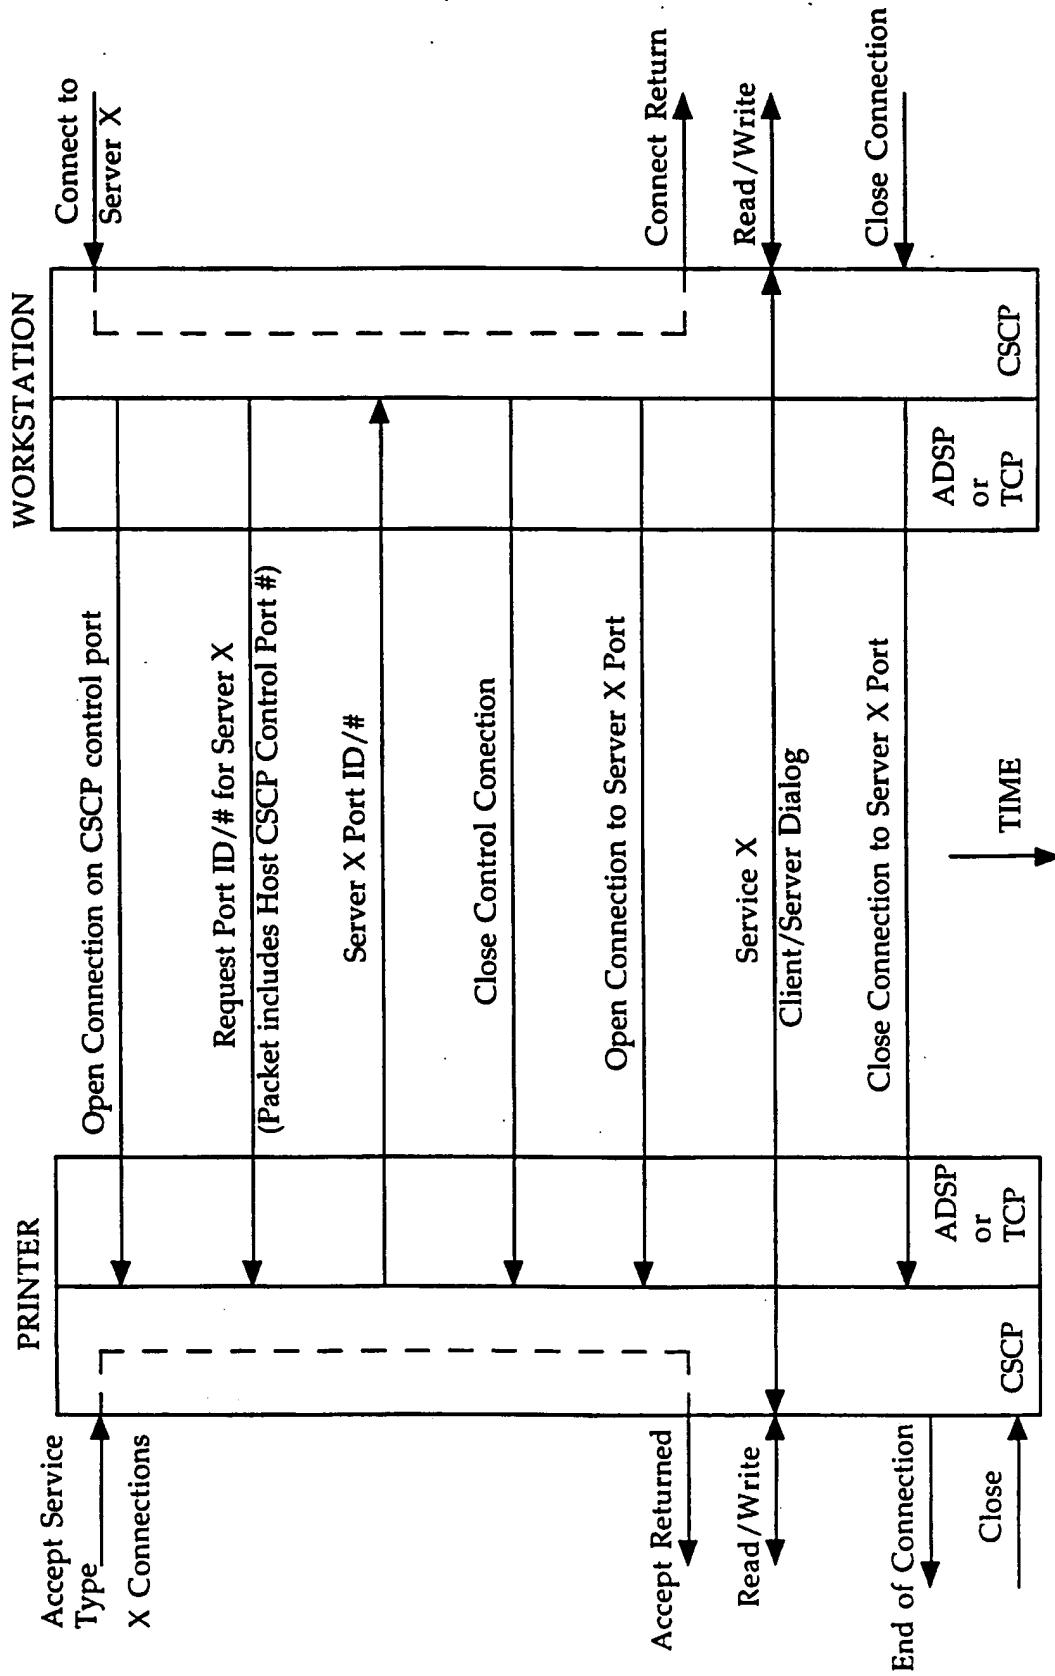 PRINTER
WORKSTATION
Accept Service
Type
X Connections
Connect to
Server X
Open Connection on CSCP control port
Request Port ID/# for Server X
(Packet includes Host CSCP Control Port #)
Server X Port ID/#
Close Control Conection
Open Connection to Server X Port
Accept Returned
Connect Return
Service X
Client/Server Dialog
Read/Write
Read/Write
Close Connection to Server X Port
Close Connection
End of Connection
Close
CSCP
ADSP
or
TCP
ADSP
or
TCP
CSCP
TIME